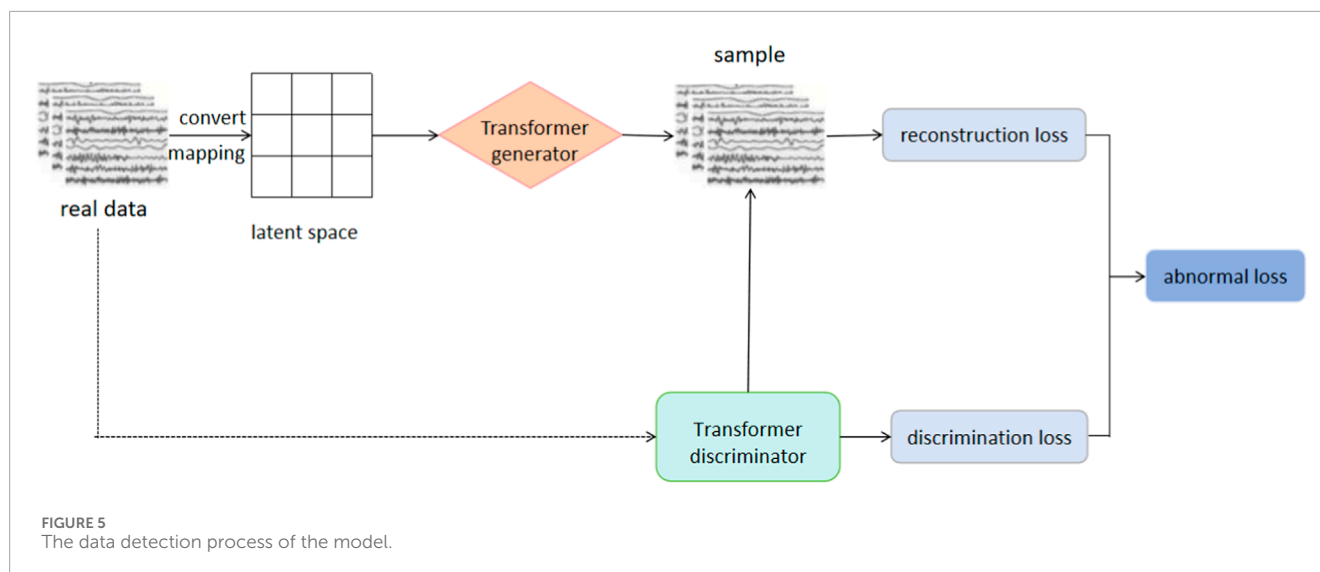 sample
convert
mapping
real data
latent space
Transformer
generator
reconstruction loss
abnormal loss
Transformer
discriminator
discrimination loss
FIGURE 5
The data detection process of the model.